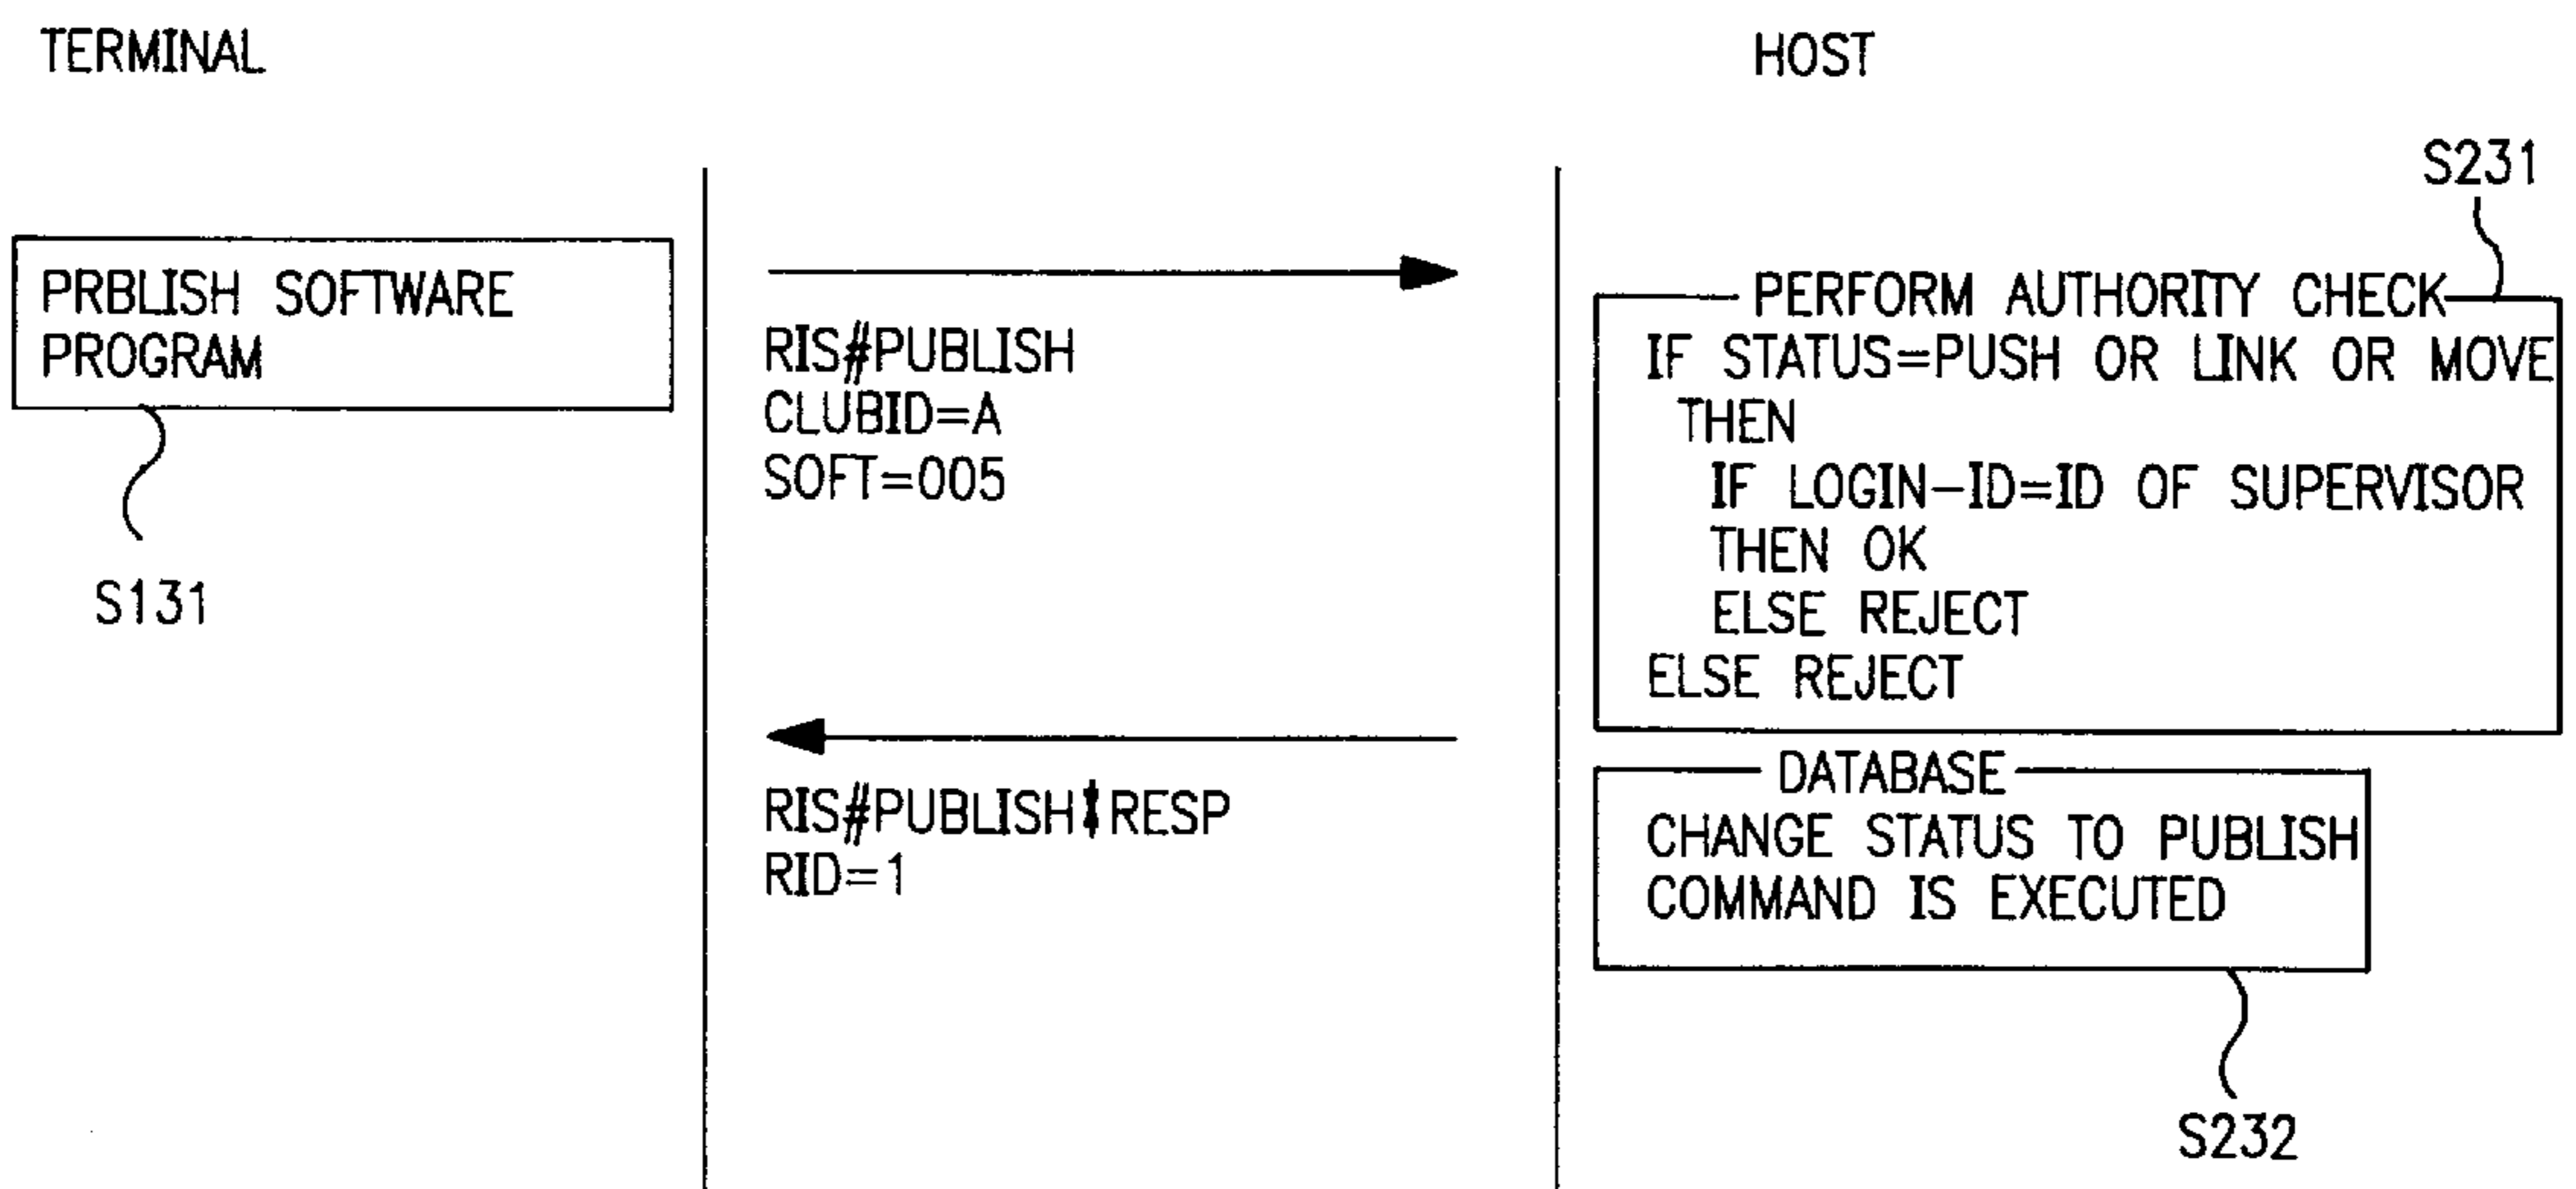 TERMINAL
HOST
S231
PRBLISH SOFTWARE
PROGRAM
S131
RIS#PUBLISH
CLUBID=A
SOFT=005
PERFORM AUTHORITY CHECK
IF STATUS=PUSH OR LINK OR MOVE
THEN
IF LOGIN-ID=ID OF SUPERVISOR
THEN OK
ELSE REJECT
ELSE REJECT
RIS#PUBLISH#RESP
RID=1
DATABASE
CHANGE STATUS TO PUBLISH
COMMAND IS EXECUTED
S232